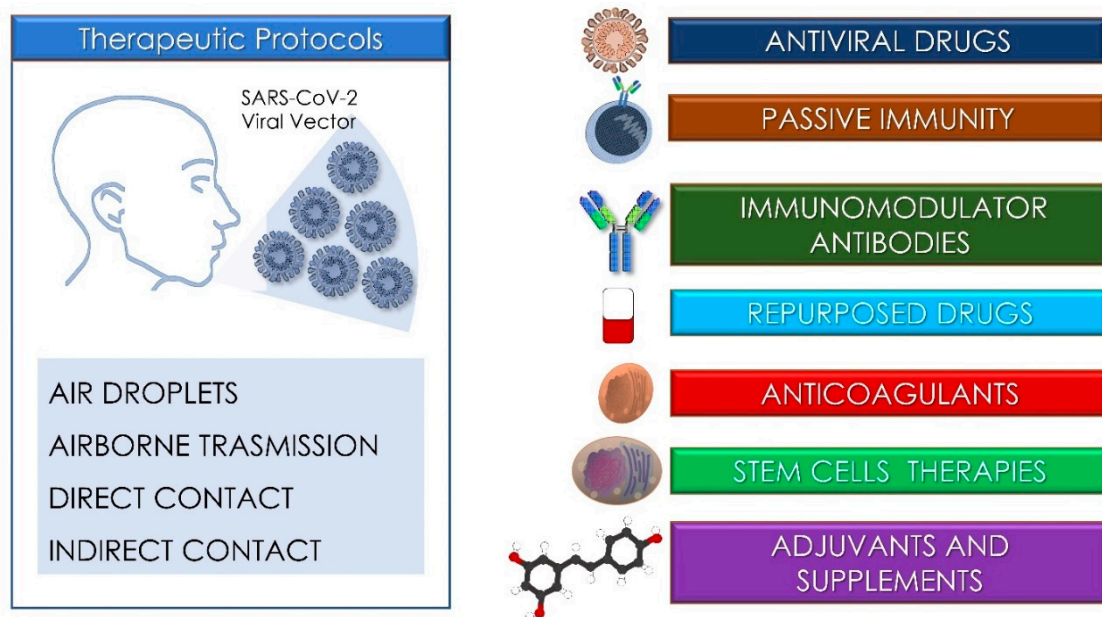 Therapeutic Protocols
SARS-CoV-2
Viral Vector
AIR DROPLETS
AIRBORNE TRASMISSION
DIRECT CONTACT
INDIRECT CONTACT
ANTIVIRAL DRUGS
PASSIVE IMMUNITY
IMMUNOMODULATOR
ANTIBODIES
REPURPOSED DRUGS
ANTICOAGULANTS
STEM CELLS THERAPIES
ADJUVANTS AND
SUPPLEMENTS